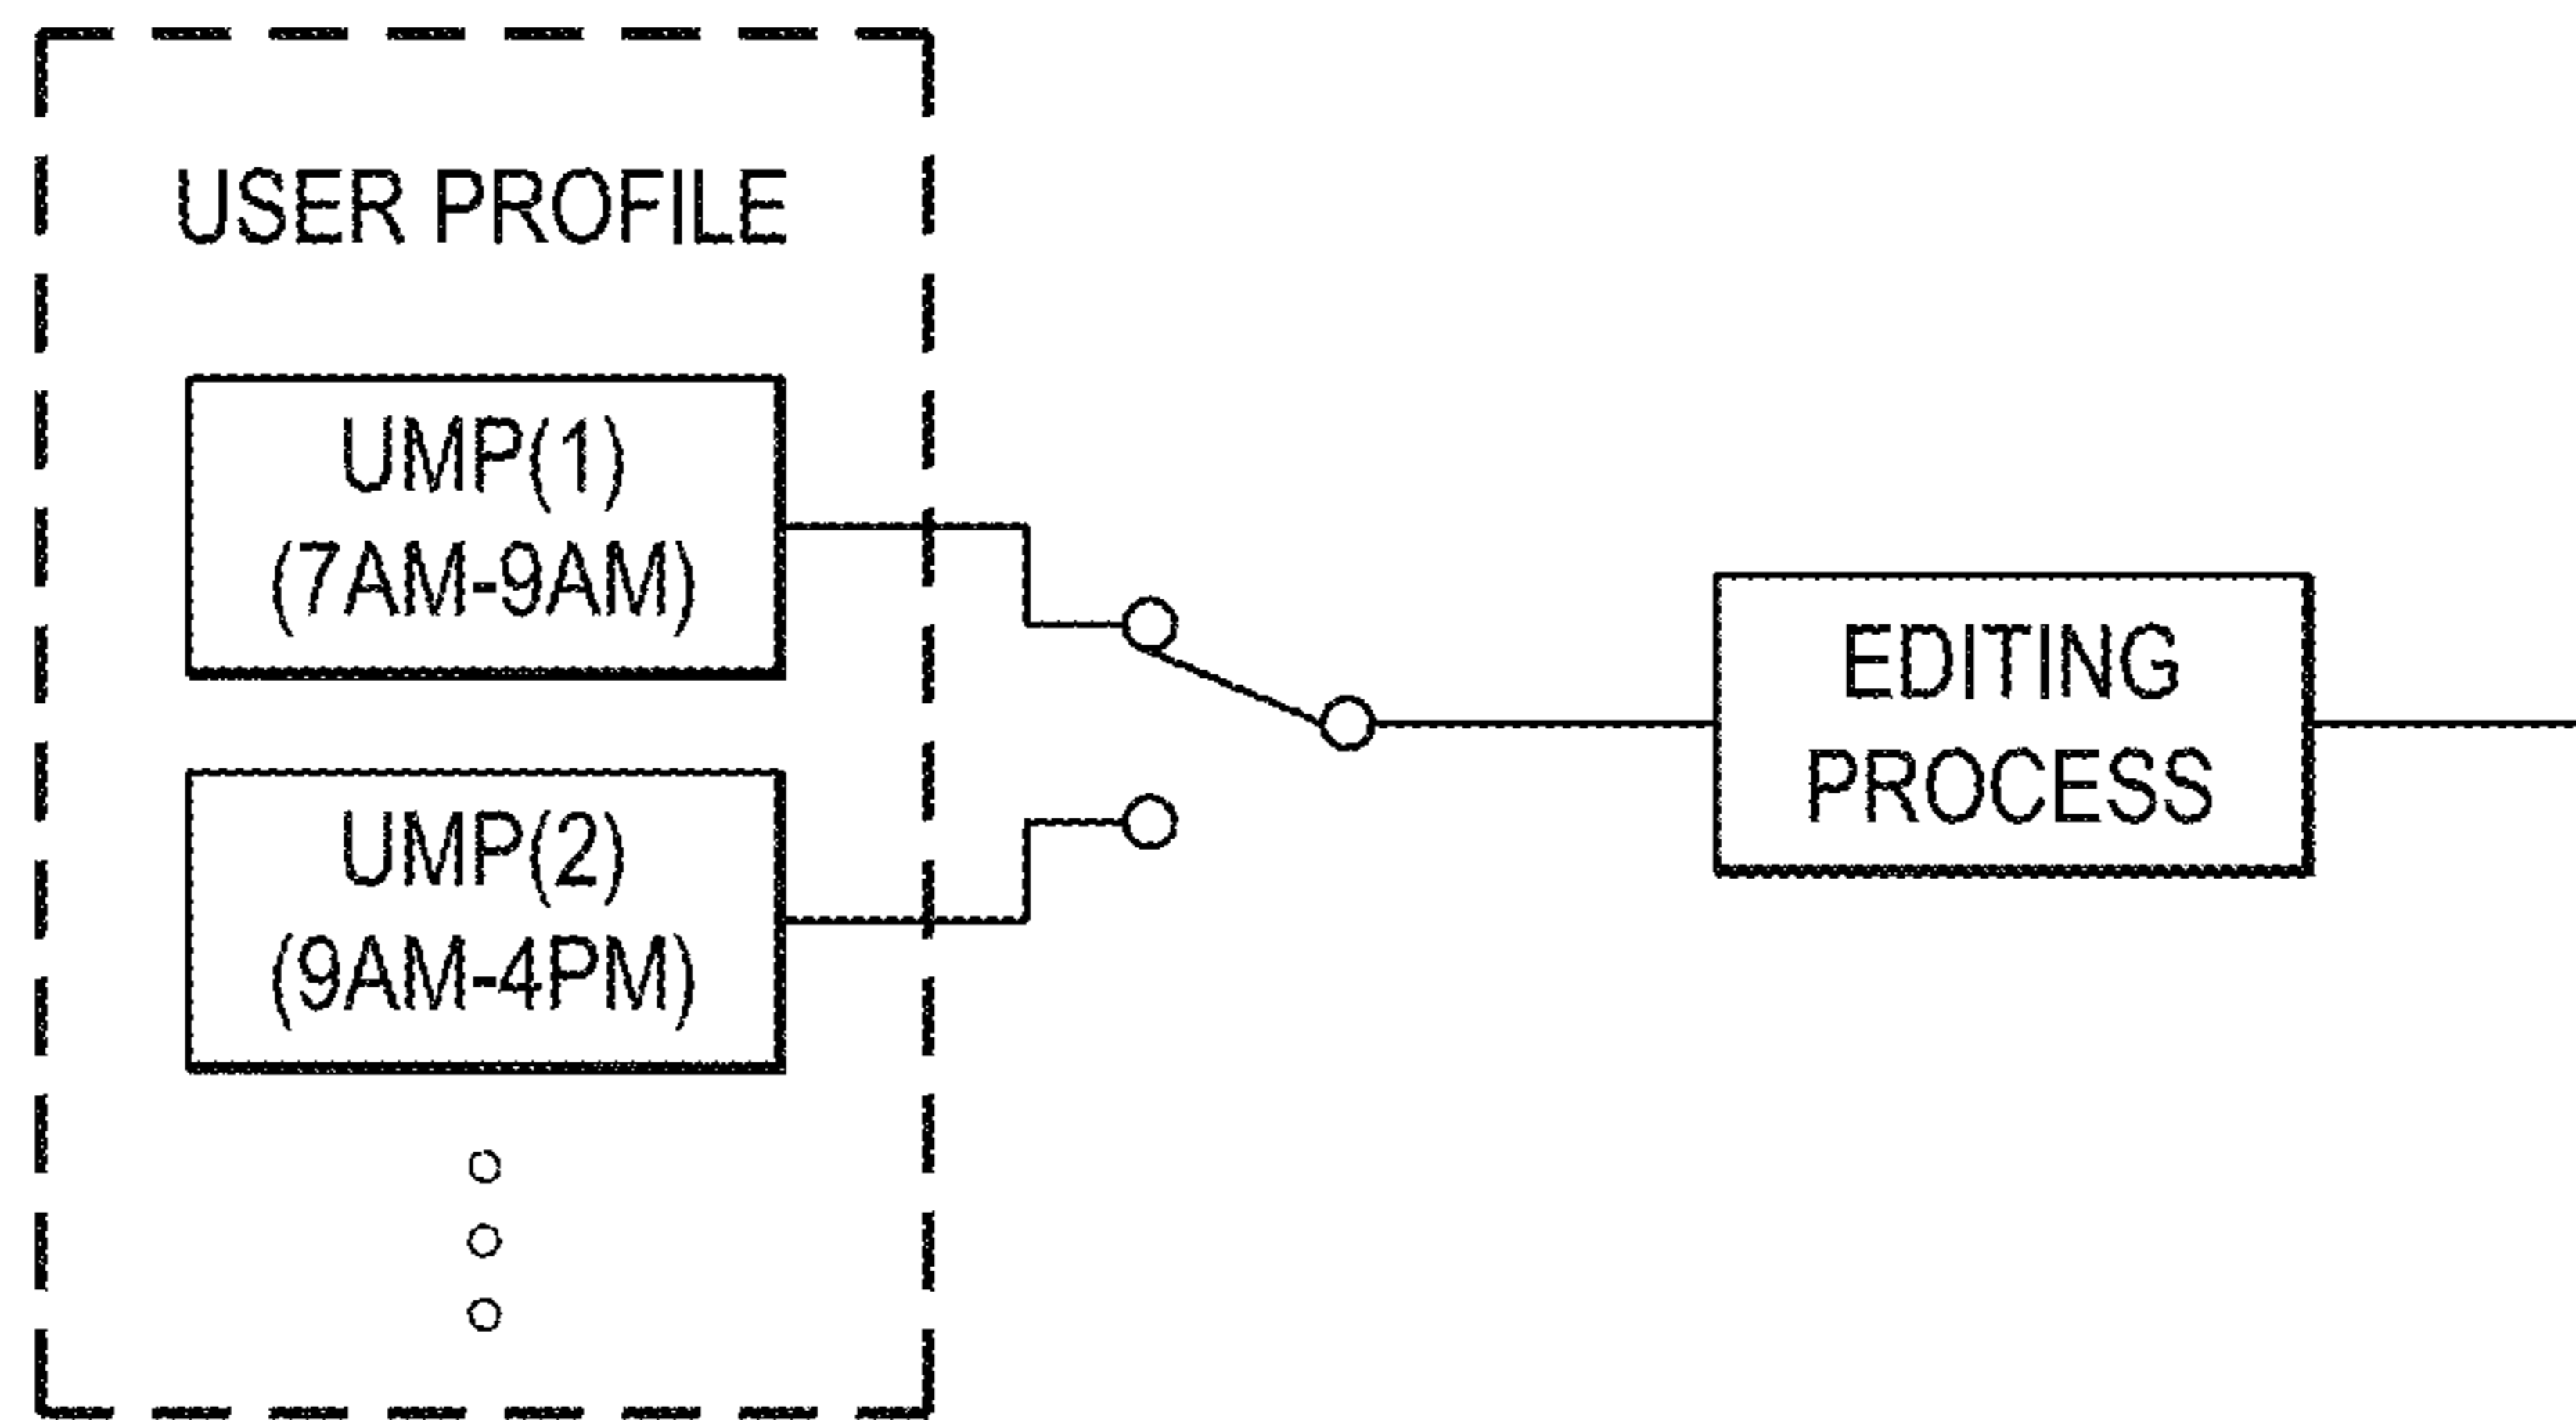 USER PROFILE
UMP(1)
(7AM-9AM)
UMP(2)
(9AM-4PM)
EDITING
PROCESS